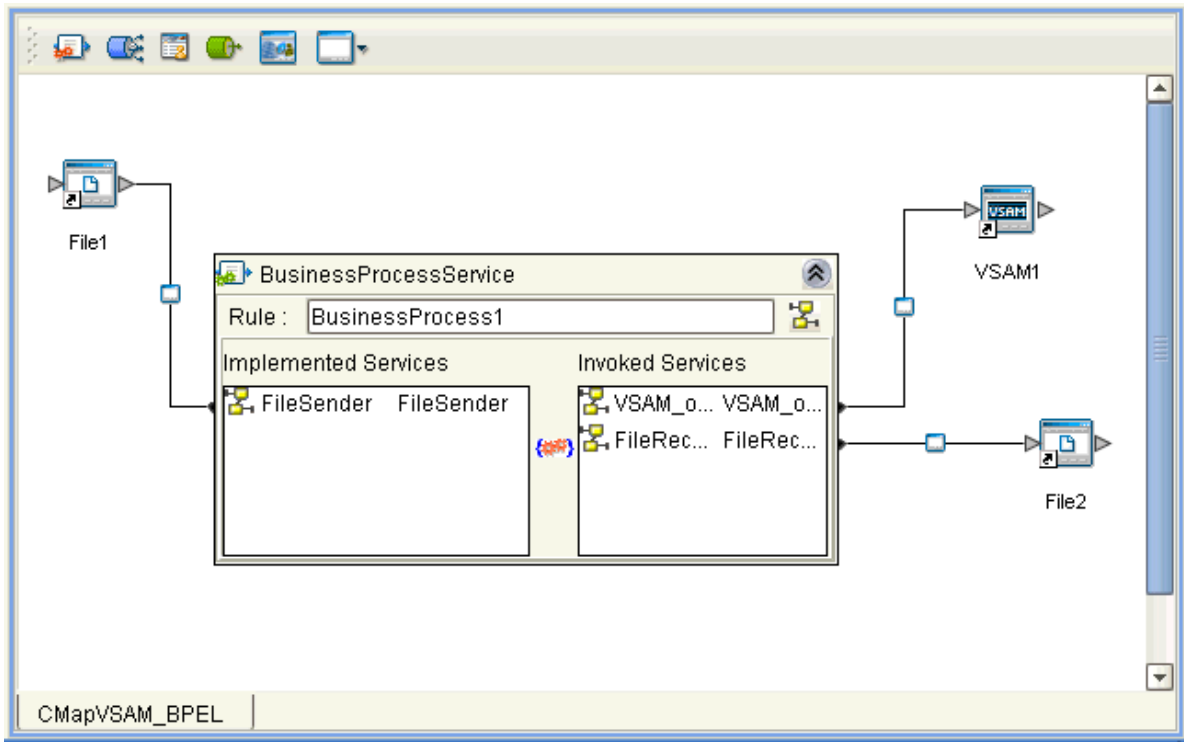 File1
BusinessProcessService
Rule : BusinessProcess1
Implemented Services
FileSender FileSender
Invoked Services
VSAM_o... VSAM_o...
FileRec... FileRec...
VSAM
VSAM1
File2
CMapVSAM_BPEL